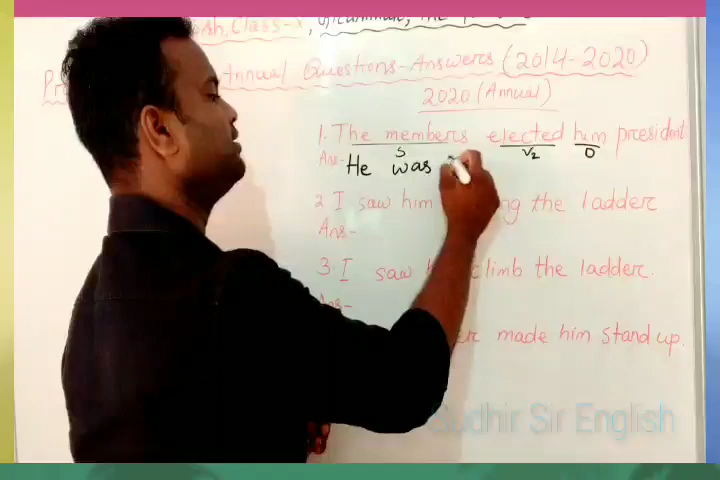 Class-X, Grammar, The
Annual Questions-Answers (2014-2020)
2020 (Annual)
1. The members elected him president
S V2 O
Ans- He was
2 I saw him the ladder
Ans-
3. I saw climb the ladder.
Ans-
made him stand up.
Sudhir Sir English